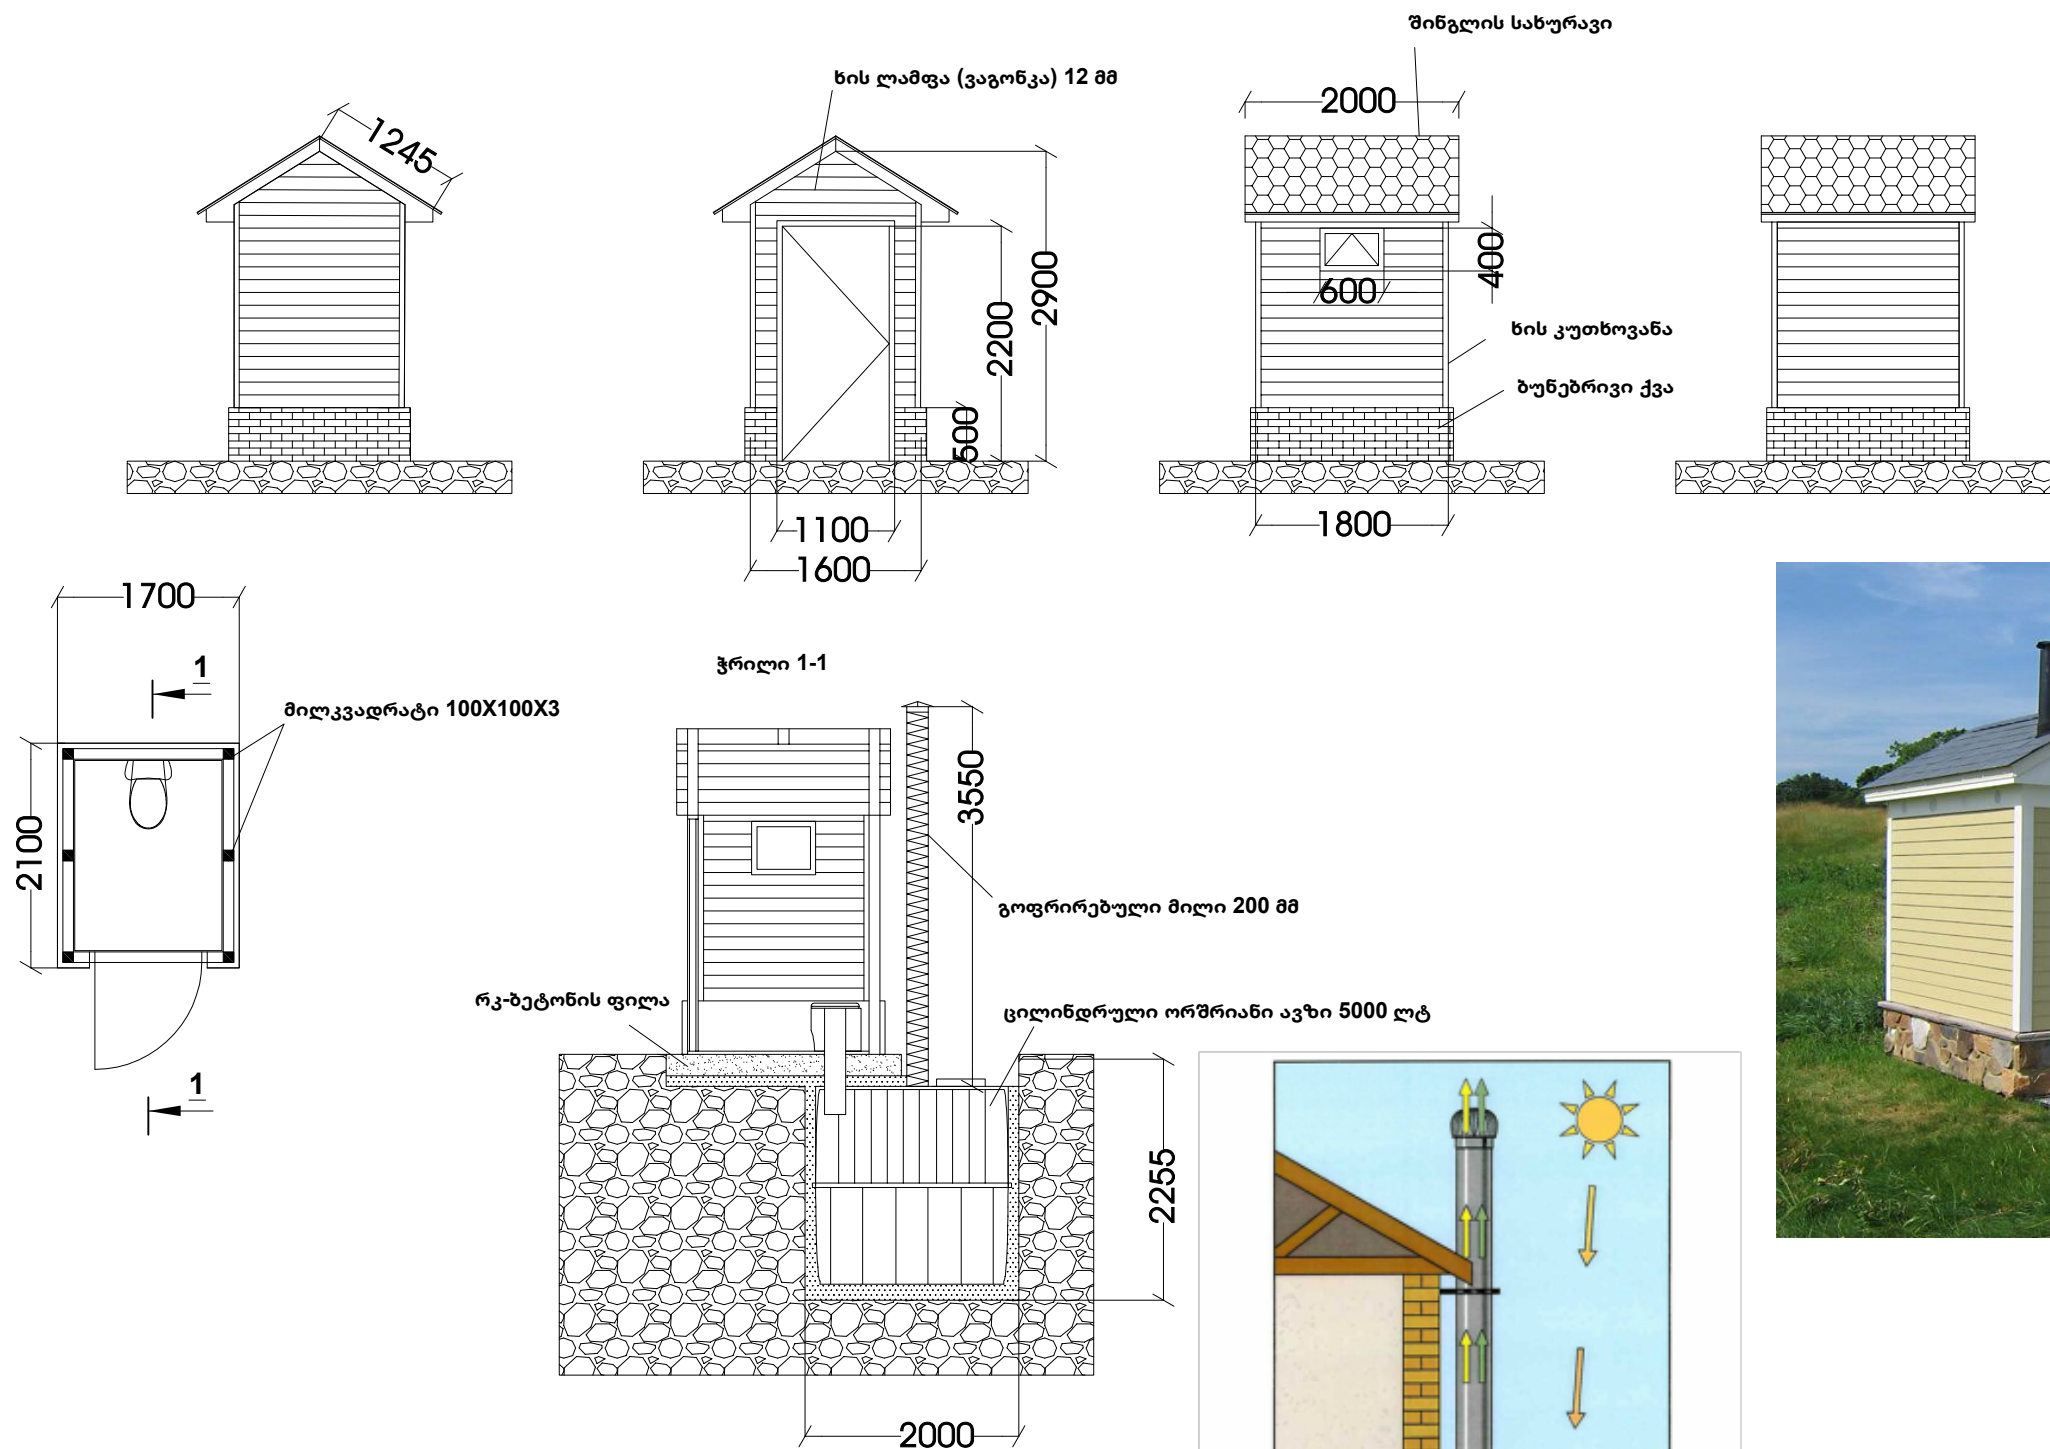 შინგლის სახურავი
ხის ლამფა (ვაგონკა) 12 მმ
2000
1245
400
600
2900
2200
500
ხის კუთხოვანა
ბუნებრივი ქვა
1100
1600
1800
1700
1
ჭრილი 1-1
მილკვადრატი 100X100X3
2100
3550
გოფრირებული მილი 200 მმ
რკ-ბეტონის ფილა
ცილინდრული ორშრიანი ავზი 5000 ლტ
1
2255
2000